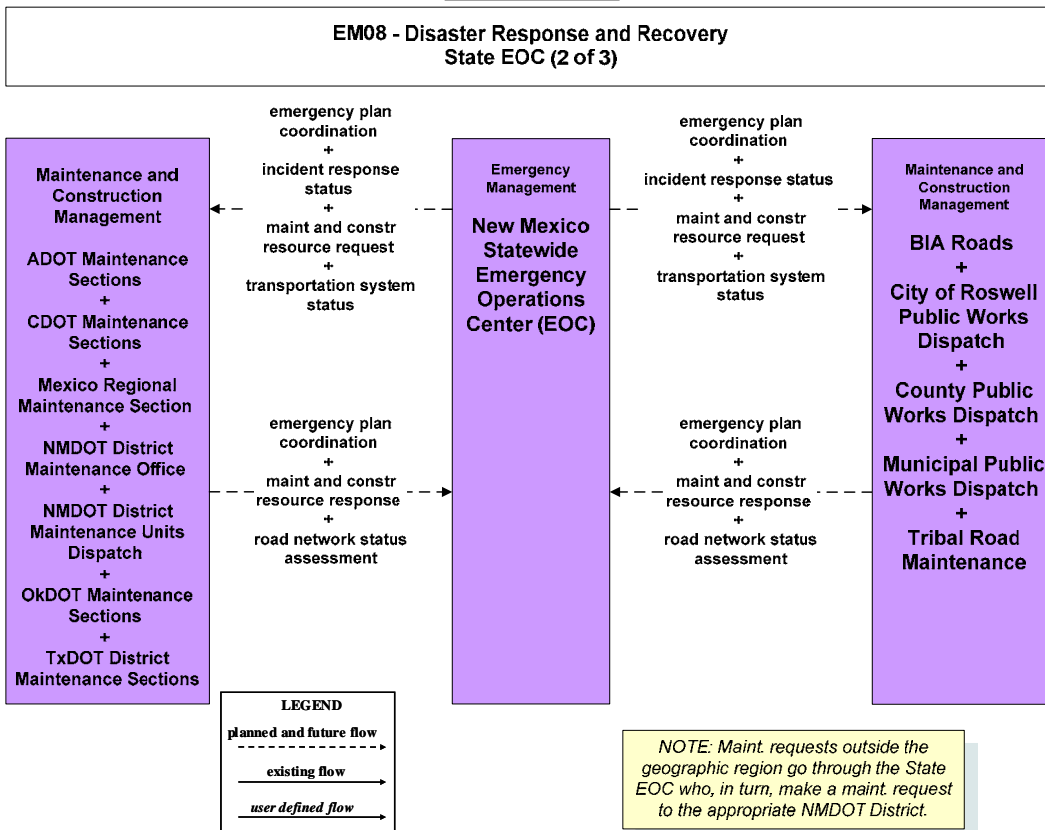 EM08 - Disaster Response and Recovery
State EOC (2 of 3)
Maintenance and
Construction
Management
ADOT Maintenance
Sections
+
CDOT Maintenance
Sections
+
Mexico Regional
Maintenance Section
+
NMDOT District
Maintenance Office
+
NMDOT District
Maintenance Units
Dispatch
+
OkDOT Maintenance
Sections
+
TxDOT District
Maintenance Sections
emergency plan
coordination
+
incident response
status
+
maint and constr
resource request
+
transportation system
status
emergency plan
coordination
+
maint and constr
resource response
+
road network status
assessment
Emergency
Management
New Mexico
Statewide
Emergency
Operations
Center (EOC)
emergency plan
coordination
+
incident response status
+
maint and constr
resource request
+
transportation system
status
emergency plan
coordination
+
maint and constr
resource response
+
road network status
assessment
Maintenance and
Construction
Management
BIA Roads
+
City of Roswell
Public Works
Dispatch
+
County Public
Works Dispatch
+
Municipal Public
Works Dispatch
+
Tribal Road
Maintenance
LEGEND
planned and future flow
existing flow
user defined flow
NOTE: Maint. requests outside the
geographic region go through the State
EOC who, in turn, make a maint. request
to the appropriate NMDOT District.